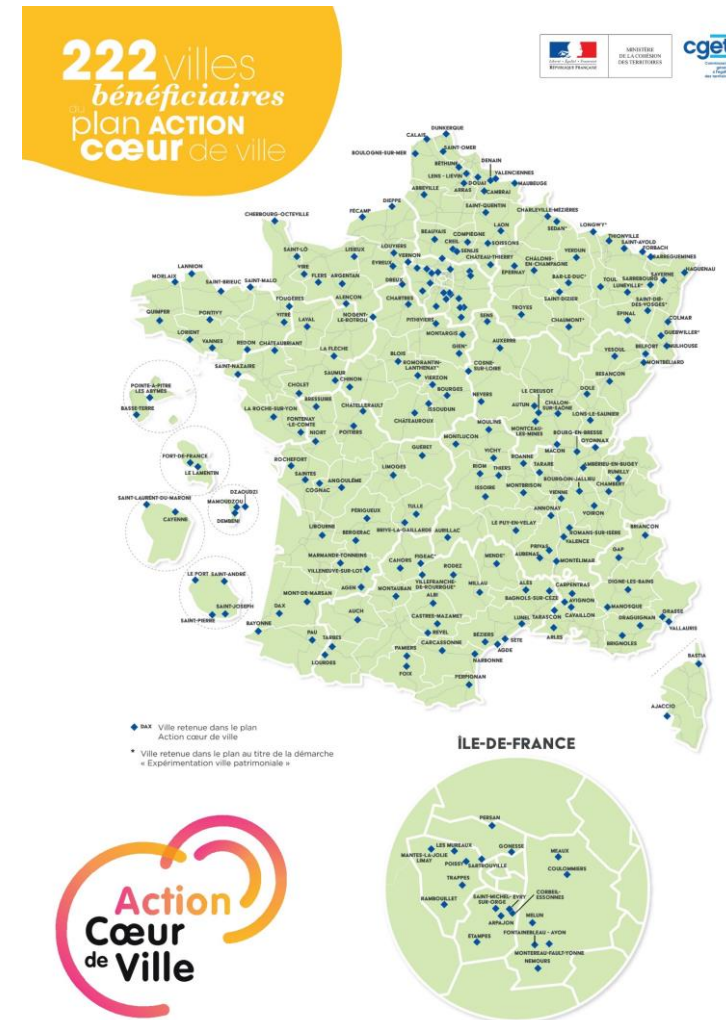 222 villes
bénéficiaires
du
plan ACTION
cœur de ville
Liberté • Égalité • Fraternité
RÉPUBLIQUE FRANÇAISE
MINISTÈRE
DE LA COHÉSION
DES TERRITOIRES
cget
DUNKERQUE
CALAIS
SAINT-OMER
BOULOGNE-SUR-MER
BÉTHUNE
DENAIN
LENS - LIÉVIN
DOUAI
VALENCIENNES
MAUBEUGE
ABBEVILLE
ARRAS
CAMBRAI
DIEPPE
SAINT-QUENTIN
CHARLEVILLE-MÉZIÈRES
CHERBOURG-OCTEVILLE
FÉCAMP
LAON
SEDAN*
LONGWY*
THIONVILLE
BEAUVAIS
COMPIEGNE
CREIL
SOISSONS
SENLIS
SAINT-AVOLD
FORBACH
SARREGUEMINES
SAINT-LÔ
LISIEUX
LOUVIERS
VERNON
CHATEAU-THIERRY
VERDUN
HAGUENAU
VIRE
EVREUX
CHÂLONS-
EN-CHAMPAGNE
EPERNAY
BAR-LE-DUC*
TOUL
SARREBOURG
SAVERNE
LUNÉVILLE*
LANNION
MORLAIX
SAINT-BRIEUC
SAINT-MALO
FLERS
ARGENTAN
DREUX
SAINT-DIZIER
SAINT-DIÉ-
DES-VOSGES*
FOUGÈRES
ALENÇON
CHARTRES
TROYES
EPINAL
COLMAR
QUIMPER
PONTIVY
VITRÉ
LAVAL
NOGENT-
LE-ROTROU
PITHIVIERS
SENS
CHAUMONT*
GUEBWILLER*
LORIENT
VANNES
REDON
CHÂTEAUBRIANT
MONTARGIS
AUXERRE
VESOUL
BELFORT
MULHOUSE
MONTBÉLIARD
LA FLÈCHE
BLOIS
GIEN*
SAINT-NAZAIRE
ROMORANTIN-
LANTHENAY*
COSNE-
SUR-LOIRE
BESANÇON
SAUMUR
CHINON
VIERZON
POINTE-A-PITRE
LES ABYMES
BASSE-TERRE
CHOLET
BOURGES
NEVERS
LE CREUSOT
DOLE
BRESSUIRE
CHATELLERAULT
ISSOUDUN
AUTUN
CHALON-
SUR-SAÔNE
LONS-LE-SAUNIER
LA ROCHE-SUR-YON
FONTENAY
-LE-COMTE
NIORT
POITIERS
CHÂTEAUROUX
MOULINS
MONTCEAU-
LES-MINES
BOURG-EN-BRESSE
MONTLUCON
MACON
OYONNAX
FORT-DE-FRANCE
LE LAMENTIN
ROCHEFORT
GUÉRET
VICHY
ROANNE
TARARE
AMBERIEU-EN-BUGEY
RUMILLY
SAINTES
LIMOGES
RIOM
THIERS
BOURGOIN-JALLIEU
CHAMBERY
SAINT-LAURENT-DU-MARONI
DZAOUDZI
MAMOUDZOU
COGNAC
ANGOULÊME
ISSOIRE
MONTBRISON
VIENNE
CAYENNE
DEMBÉNI
PÉRIGUEUX
TULLE
ANNONAY
VOIRON
LIBOURNE
BERGERAC
BRIVE-LA-GAILLARDE
AURILLAC
LE PUY-EN-VELAY
ROMANS-SUR-ISÈRE
VALENCE
BRIANÇON
MARMANDE-TONNEINS
CAHORS
FIGEAC*
MENDE*
PRIVAS
AUBENAS
MONTÉLIMAR
GAP
LE PORT
SAINT-ANDRÉ
VILLENEUVE-SUR-LOT
RODEZ
AGEN
MONTAUBAN
VILLEFRANCHE-
DE-ROUERGUE*
MILLAU
ALÈS
CARPENTRAS
DIGNE-LES-BAINS
MONT-DE-MARSAN
ALBI
BAGNOLS-SUR-CÈZE
AVIGNON
MANOSQUE
GRASSE
SAINT-JOSEPH
SAINT-PIERRE
DAX
AUCH
CASTRES-MAZAMET
LUNEL
TARASCON
CAVAILLON
DRAGUIGNAN
VALLAURIS
BAYONNE
PAU
TARBES
REVEL
BÉZIERS
SÈTE
ARLES
BRIGNOLES
LOURDES
PAMIERS
CARCASSONNE
AGDE
BASTIA
FOIX
NARBONNE
PERPIGNAN
AJACCIO
DAX Ville retenue dans le plan
Action cœur de ville
* Ville retenue dans le plan au titre de la démarche
« Expérimentation ville patrimoniale »
ÎLE-DE-FRANCE
PERSAN
LES MUREAUX
GONESSE
MEAUX
MANTES-LA-JOLIE
LIMAY
POISSY
SARTROUVILLE
COULOMMIERS
TRAPPES
RAMBOUILLET
SAINT-MICHEL-
SUR-ORGE
EVRY
CORBEIL-
ESSONNES
ARPAJON
MELUN
ETAMPES
FONTAINEBLEAU - AVON
MONTEREAU-FAULT-YONNE
NEMOURS
Action
Cœur
de Ville